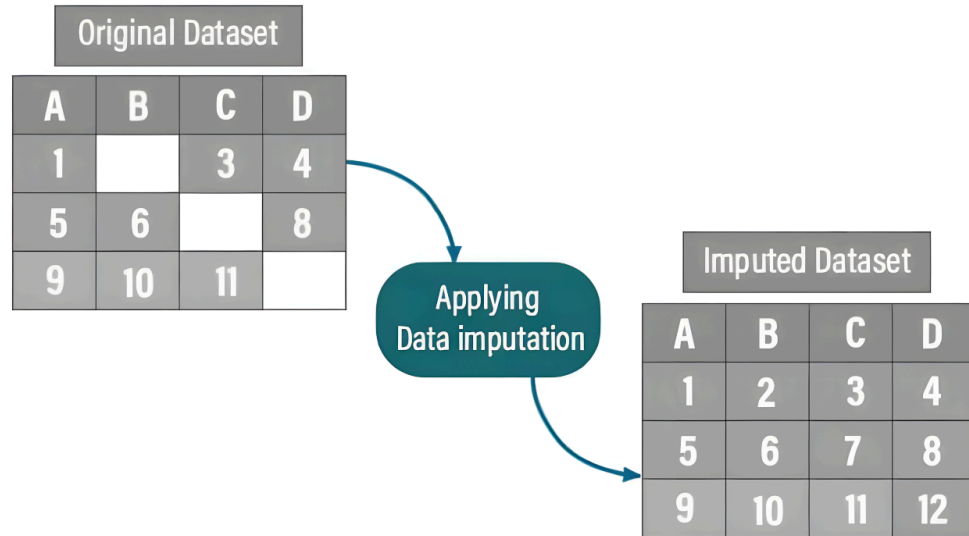 Original Dataset
A B C D
1 3 4
5 6 8
9 10 11
Applying
Data imputation
Imputed Dataset
A B C D
1 2 3 4
5 6 7 8
9 10 11 12